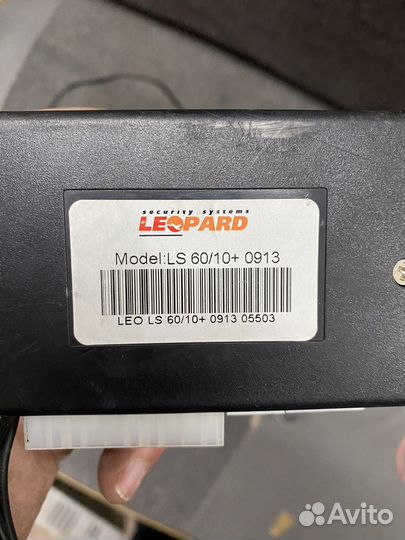 security systems
LEOPARD
Model:LS 60/10+ 0913
LEO LS 60/10+ 0913 05503
Avito